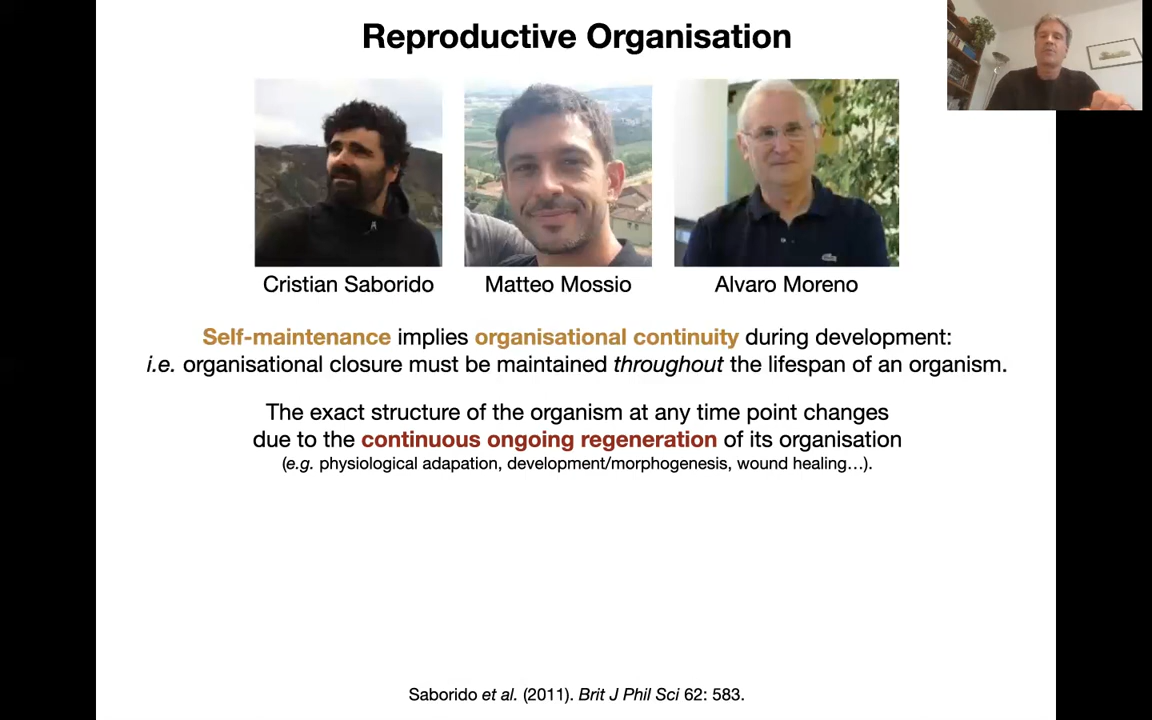 Reproductive Organisation
Cristian Saborido
Matteo Mossio
Alvaro Moreno
Self-maintenance implies organisational continuity during development:
i.e. organisational closure must be maintained throughout the lifespan of an organism.
The exact structure of the organism at any time point changes
due to the continuous ongoing regeneration of its organisation
(e.g. physiological adapation, development/morphogenesis, wound healing…).
Saborido et al. (2011). Brit J Phil Sci 62: 583.